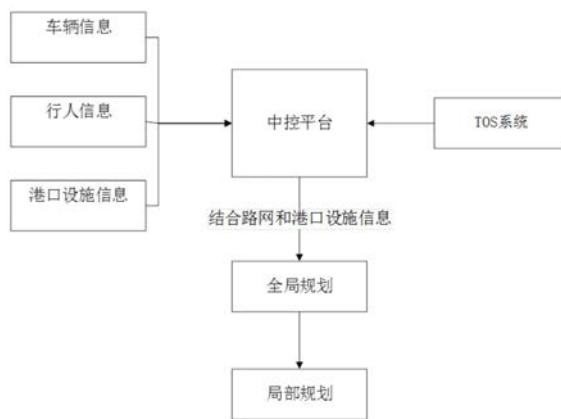 车辆信息
行人信息
港口设施信息
中控平台
TOS系统
结合路网和港口设施信息
全局规划
局部规划